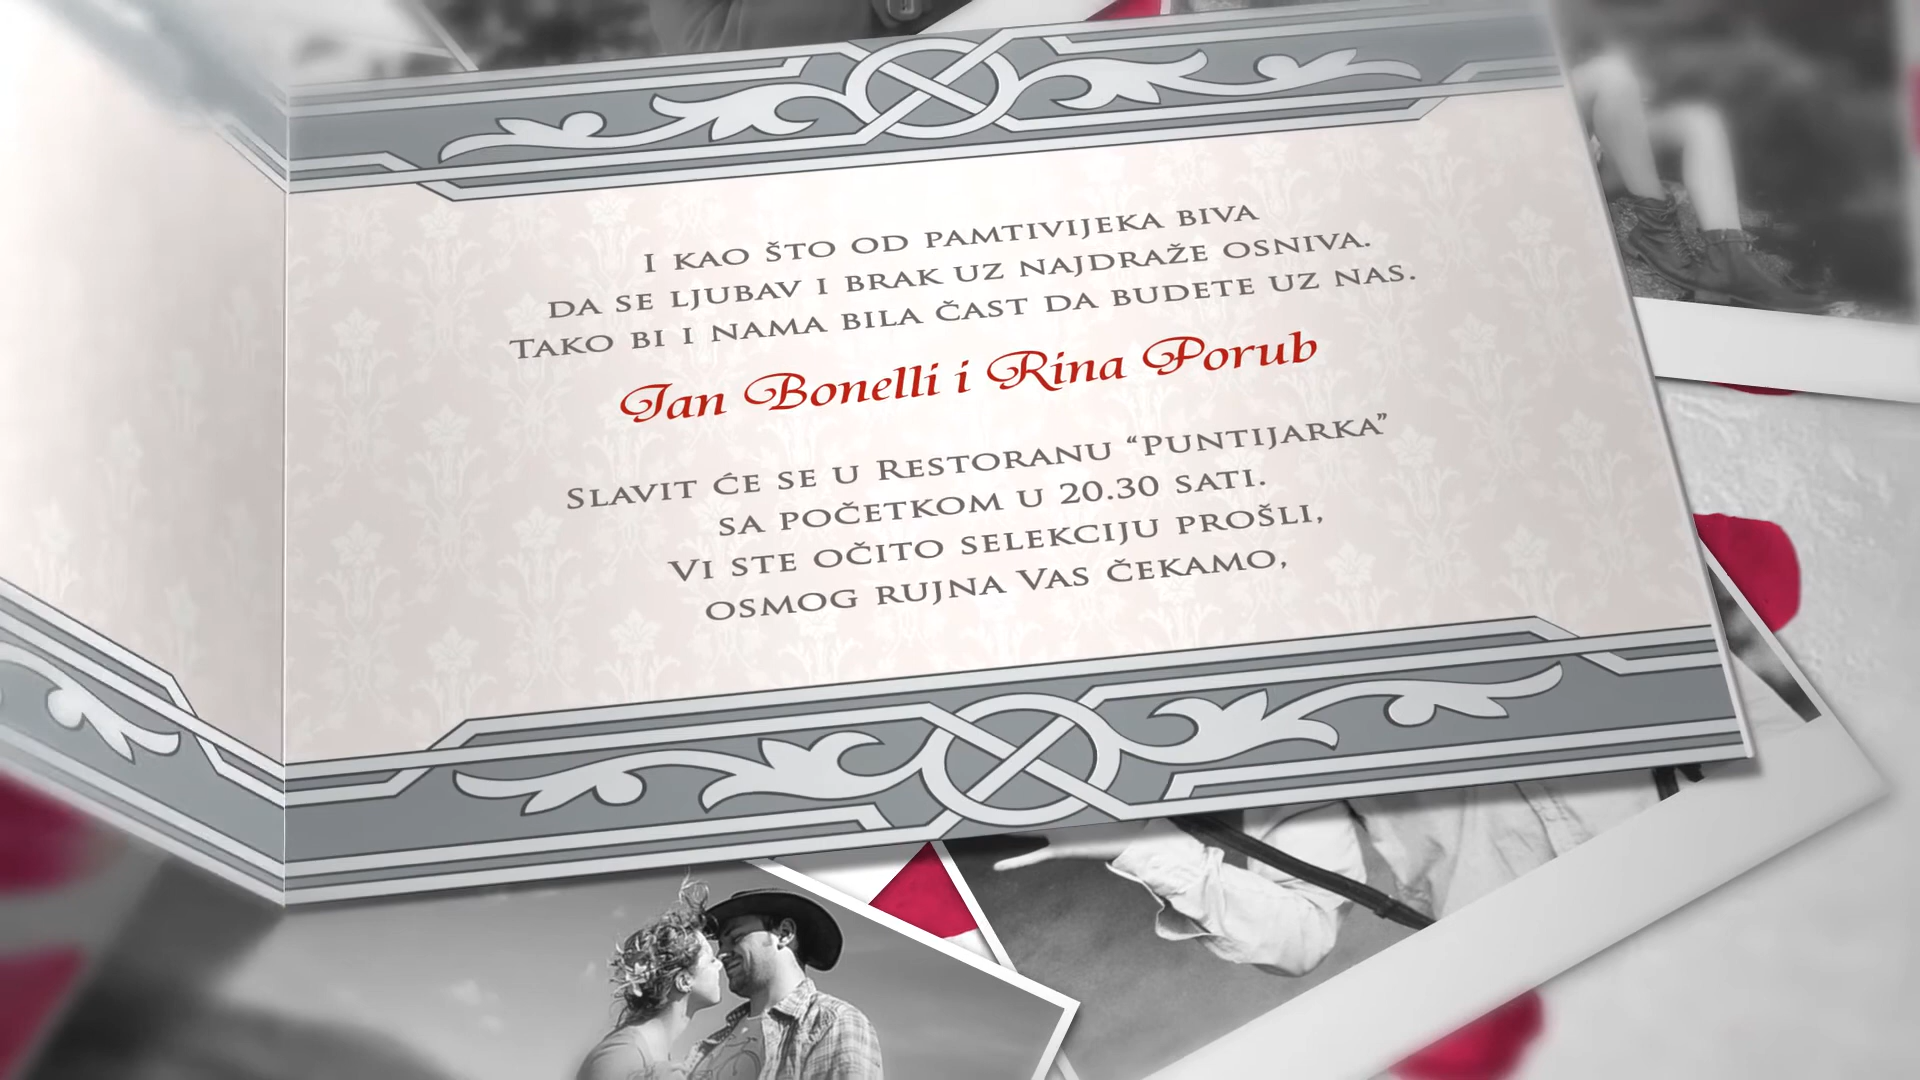 I KAO ŠTO OD PAMTIVIJEKA BIVA
DA SE LJUBAV I BRAK UZ NAJDRAŽE OSNIVA.
TAKO BI I NAMA BILA ČAST DA BUDETE UZ NAS.
Ian Bonelli i Rina Porub
SLAVIT ĆE SE U RESTORANU “PUNTIJARKA”
SA POČETKOM U 20.30 SATI.
VI STE OČITO SELEKCIJU PROŠLI,
OSMOG RUJNA VAS ČEKAMO,